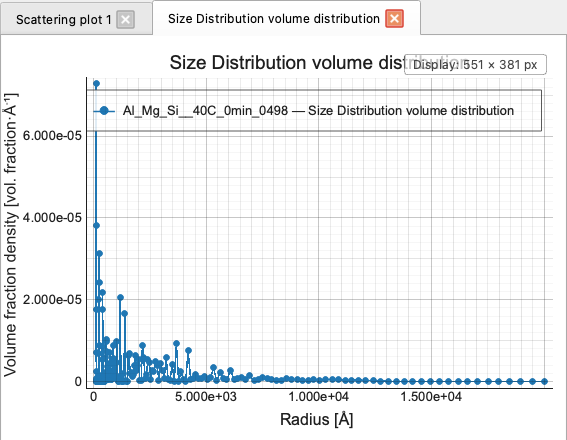 Scattering plot 1
Size Distribution volume distribution
Size Distribution volume distribution
Display: 551 × 381 px
Al_Mg_Si__40C_0min_0498 — Size Distribution volume distribution
Volume fraction density [vol. fraction·Å⁻¹]
6.000e-05
4.000e-05
2.000e-05
0
0
5.000e+03
1.000e+04
1.500e+04
Radius [Å]